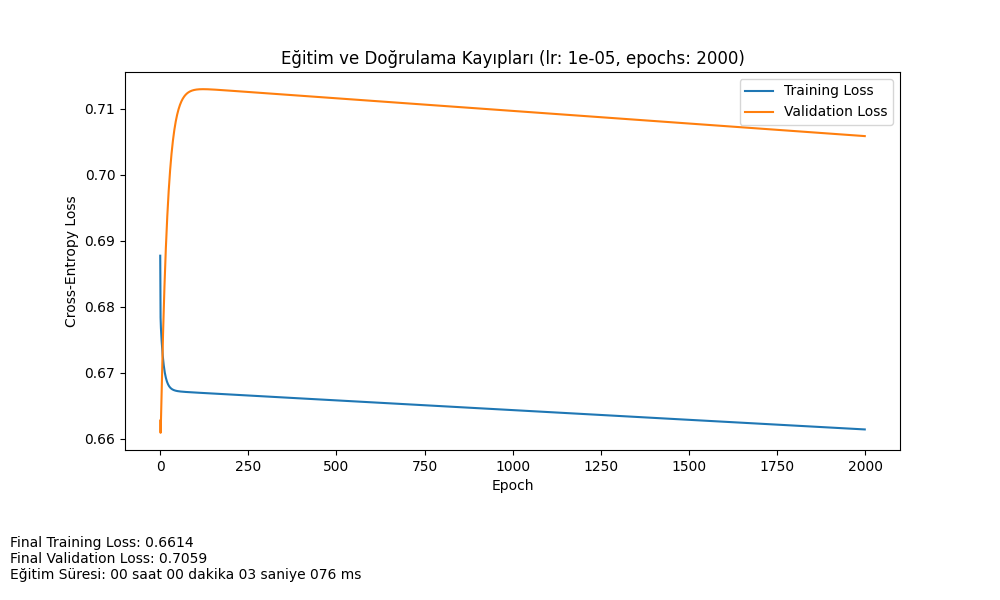 Eğitim ve Doğrulama Kayıpları (lr: 1e-05, epochs: 2000)
Training Loss
Validation Loss
0.71
0.70
0.69
0.68
0.67
0.66
Cross-Entropy Loss
0 250 500 750 1000 1250 1500 1750 2000
Epoch
Final Training Loss: 0.6614
Final Validation Loss: 0.7059
Eğitim Süresi: 00 saat 00 dakika 03 saniye 076 ms